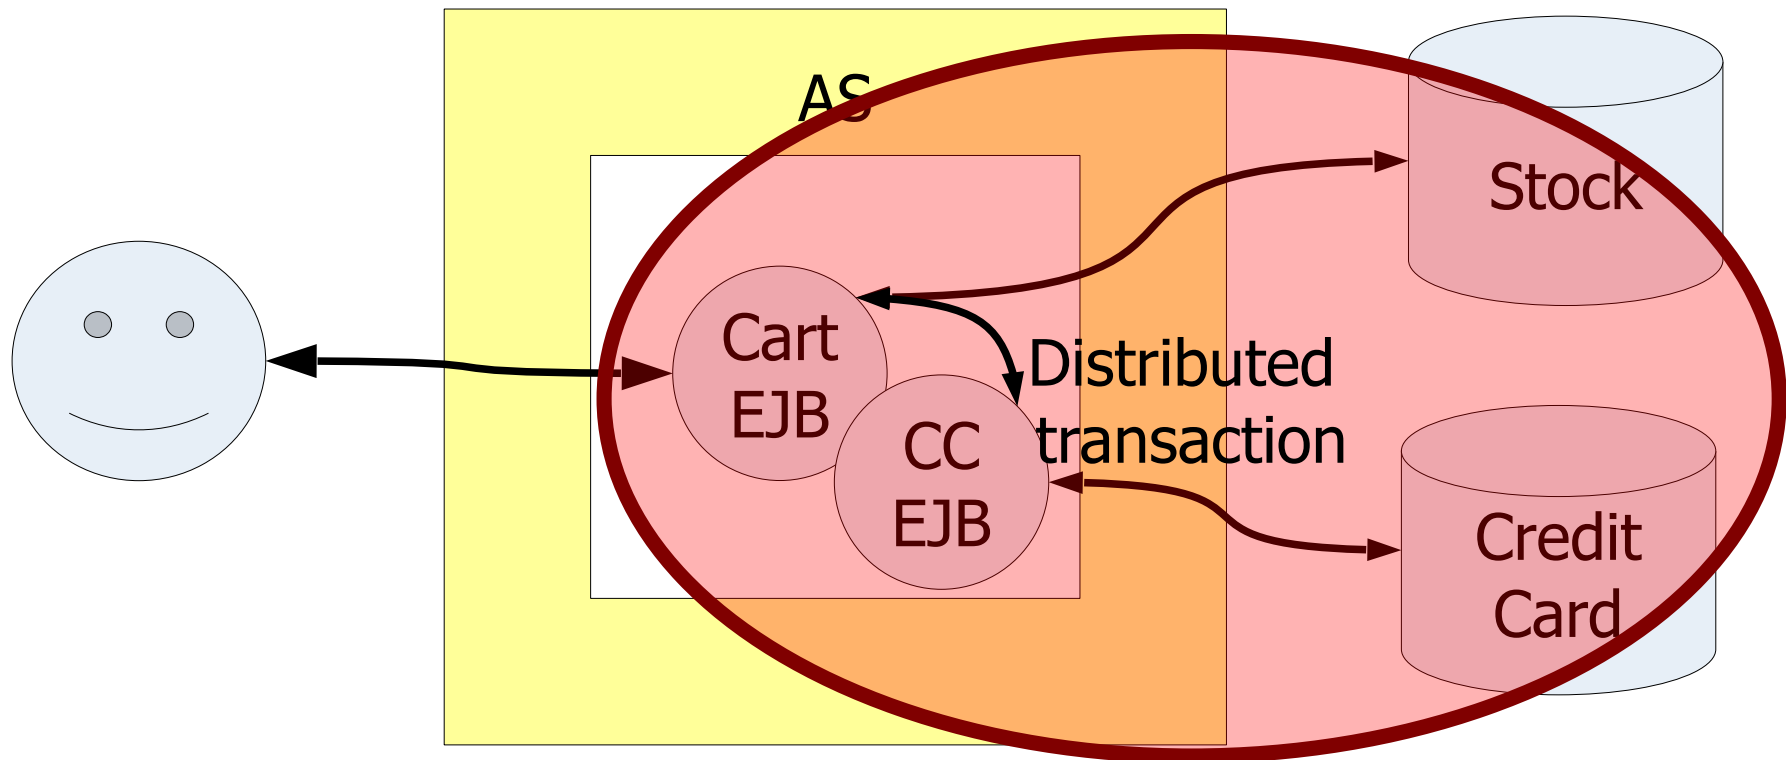 AS
Stock
Cart
EJB
Distributed
transaction
CC
EJB
Credit
Card